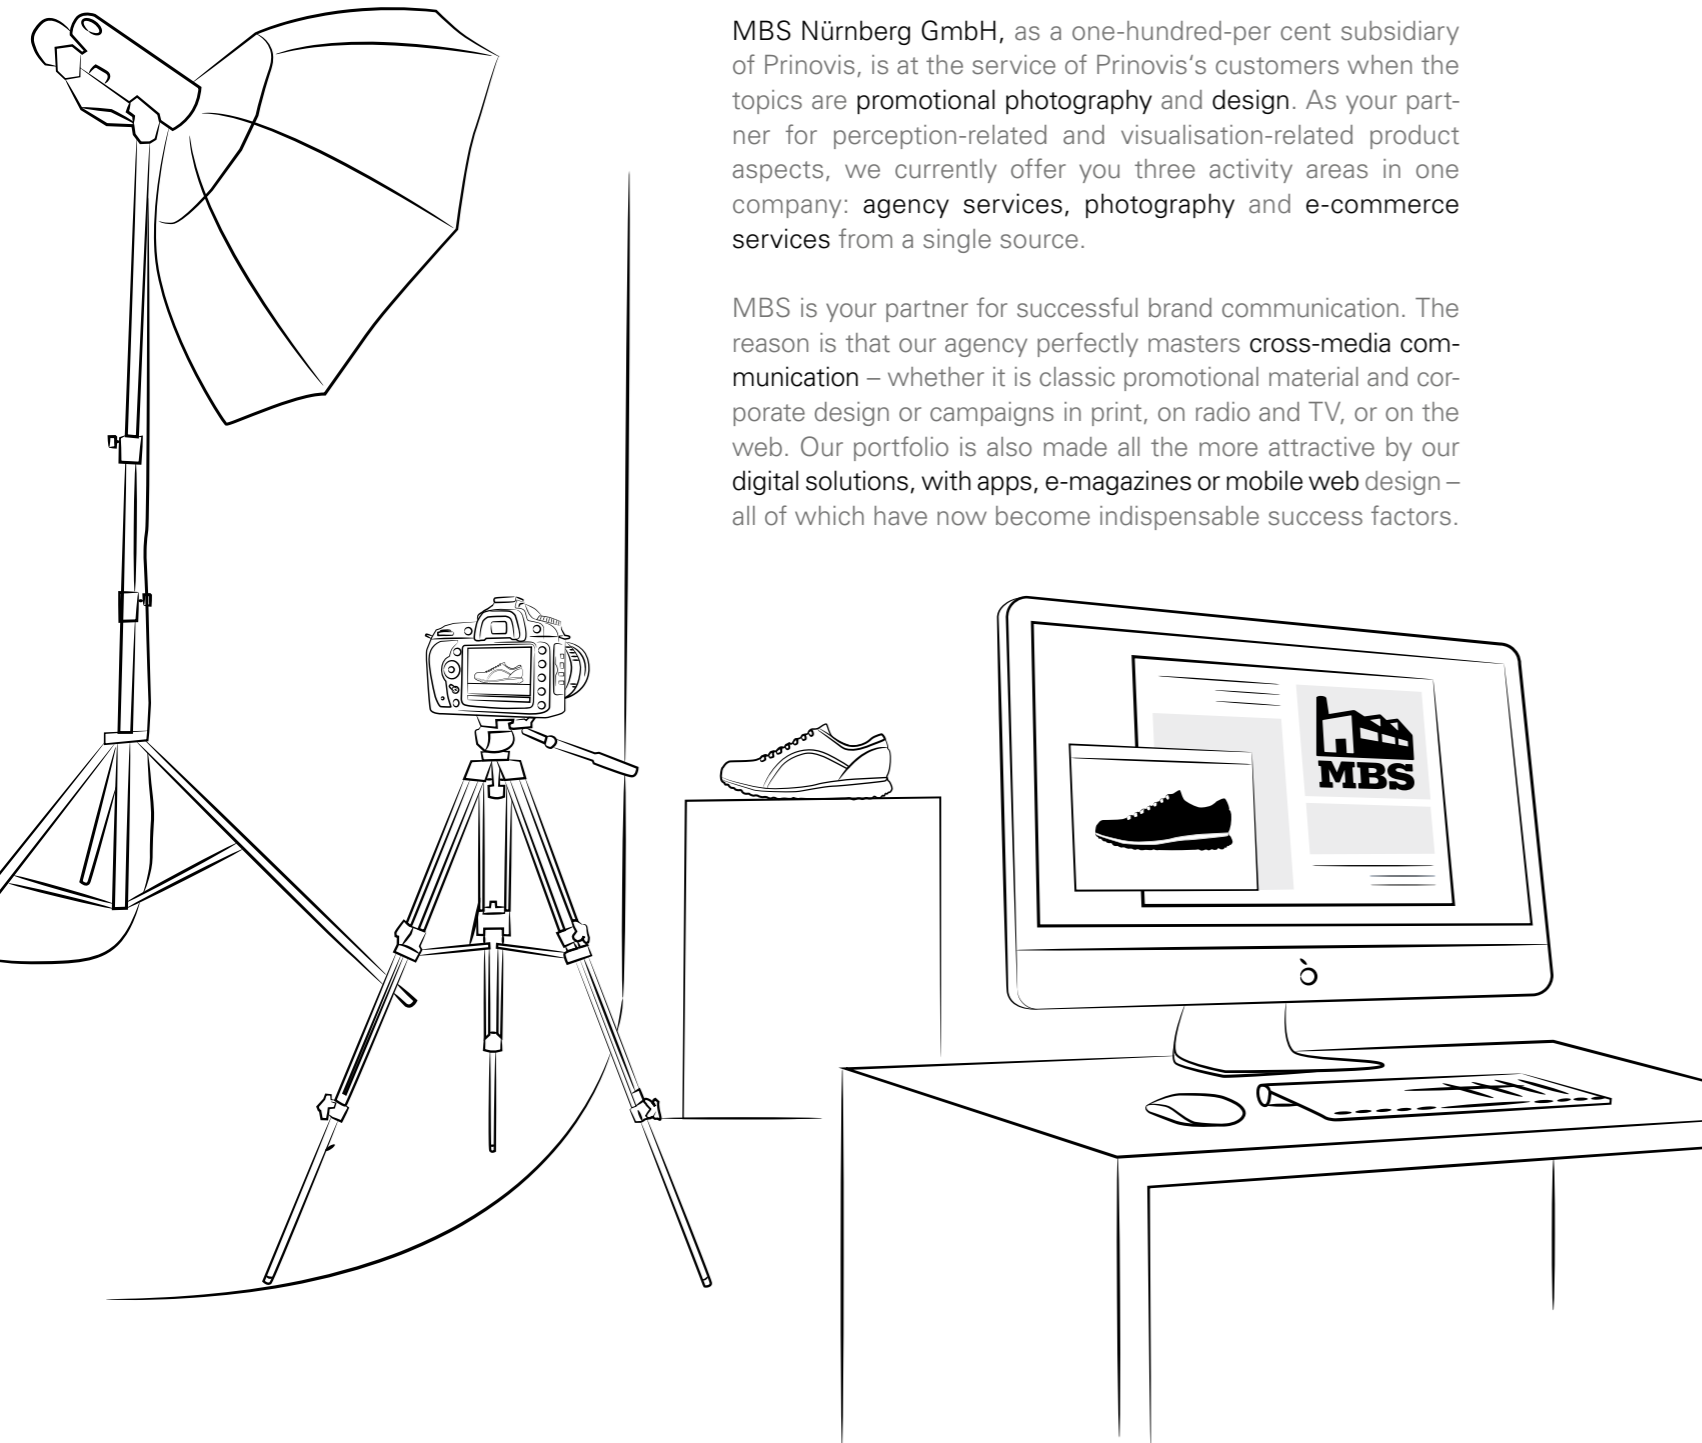 MBS Nürnberg GmbH, as a one-hundred-per cent subsidiary
of Prinovis, is at the service of Prinovis‘s customers when the
topics are promotional photography and design. As your part-
ner for perception-related and visualisation-related product
aspects, we currently offer you three activity areas in one
company: agency services, photography and e-commerce
services from a single source.
MBS is your partner for successful brand communication. The
reason is that our agency perfectly masters cross-media com-
munication – whether it is classic promotional material and cor-
porate design or campaigns in print, on radio and TV, or on the
web. Our portfolio is also made all the more attractive by our
digital solutions, with apps, e-magazines or mobile web design –
all of which have now become indispensable success factors.
MBS